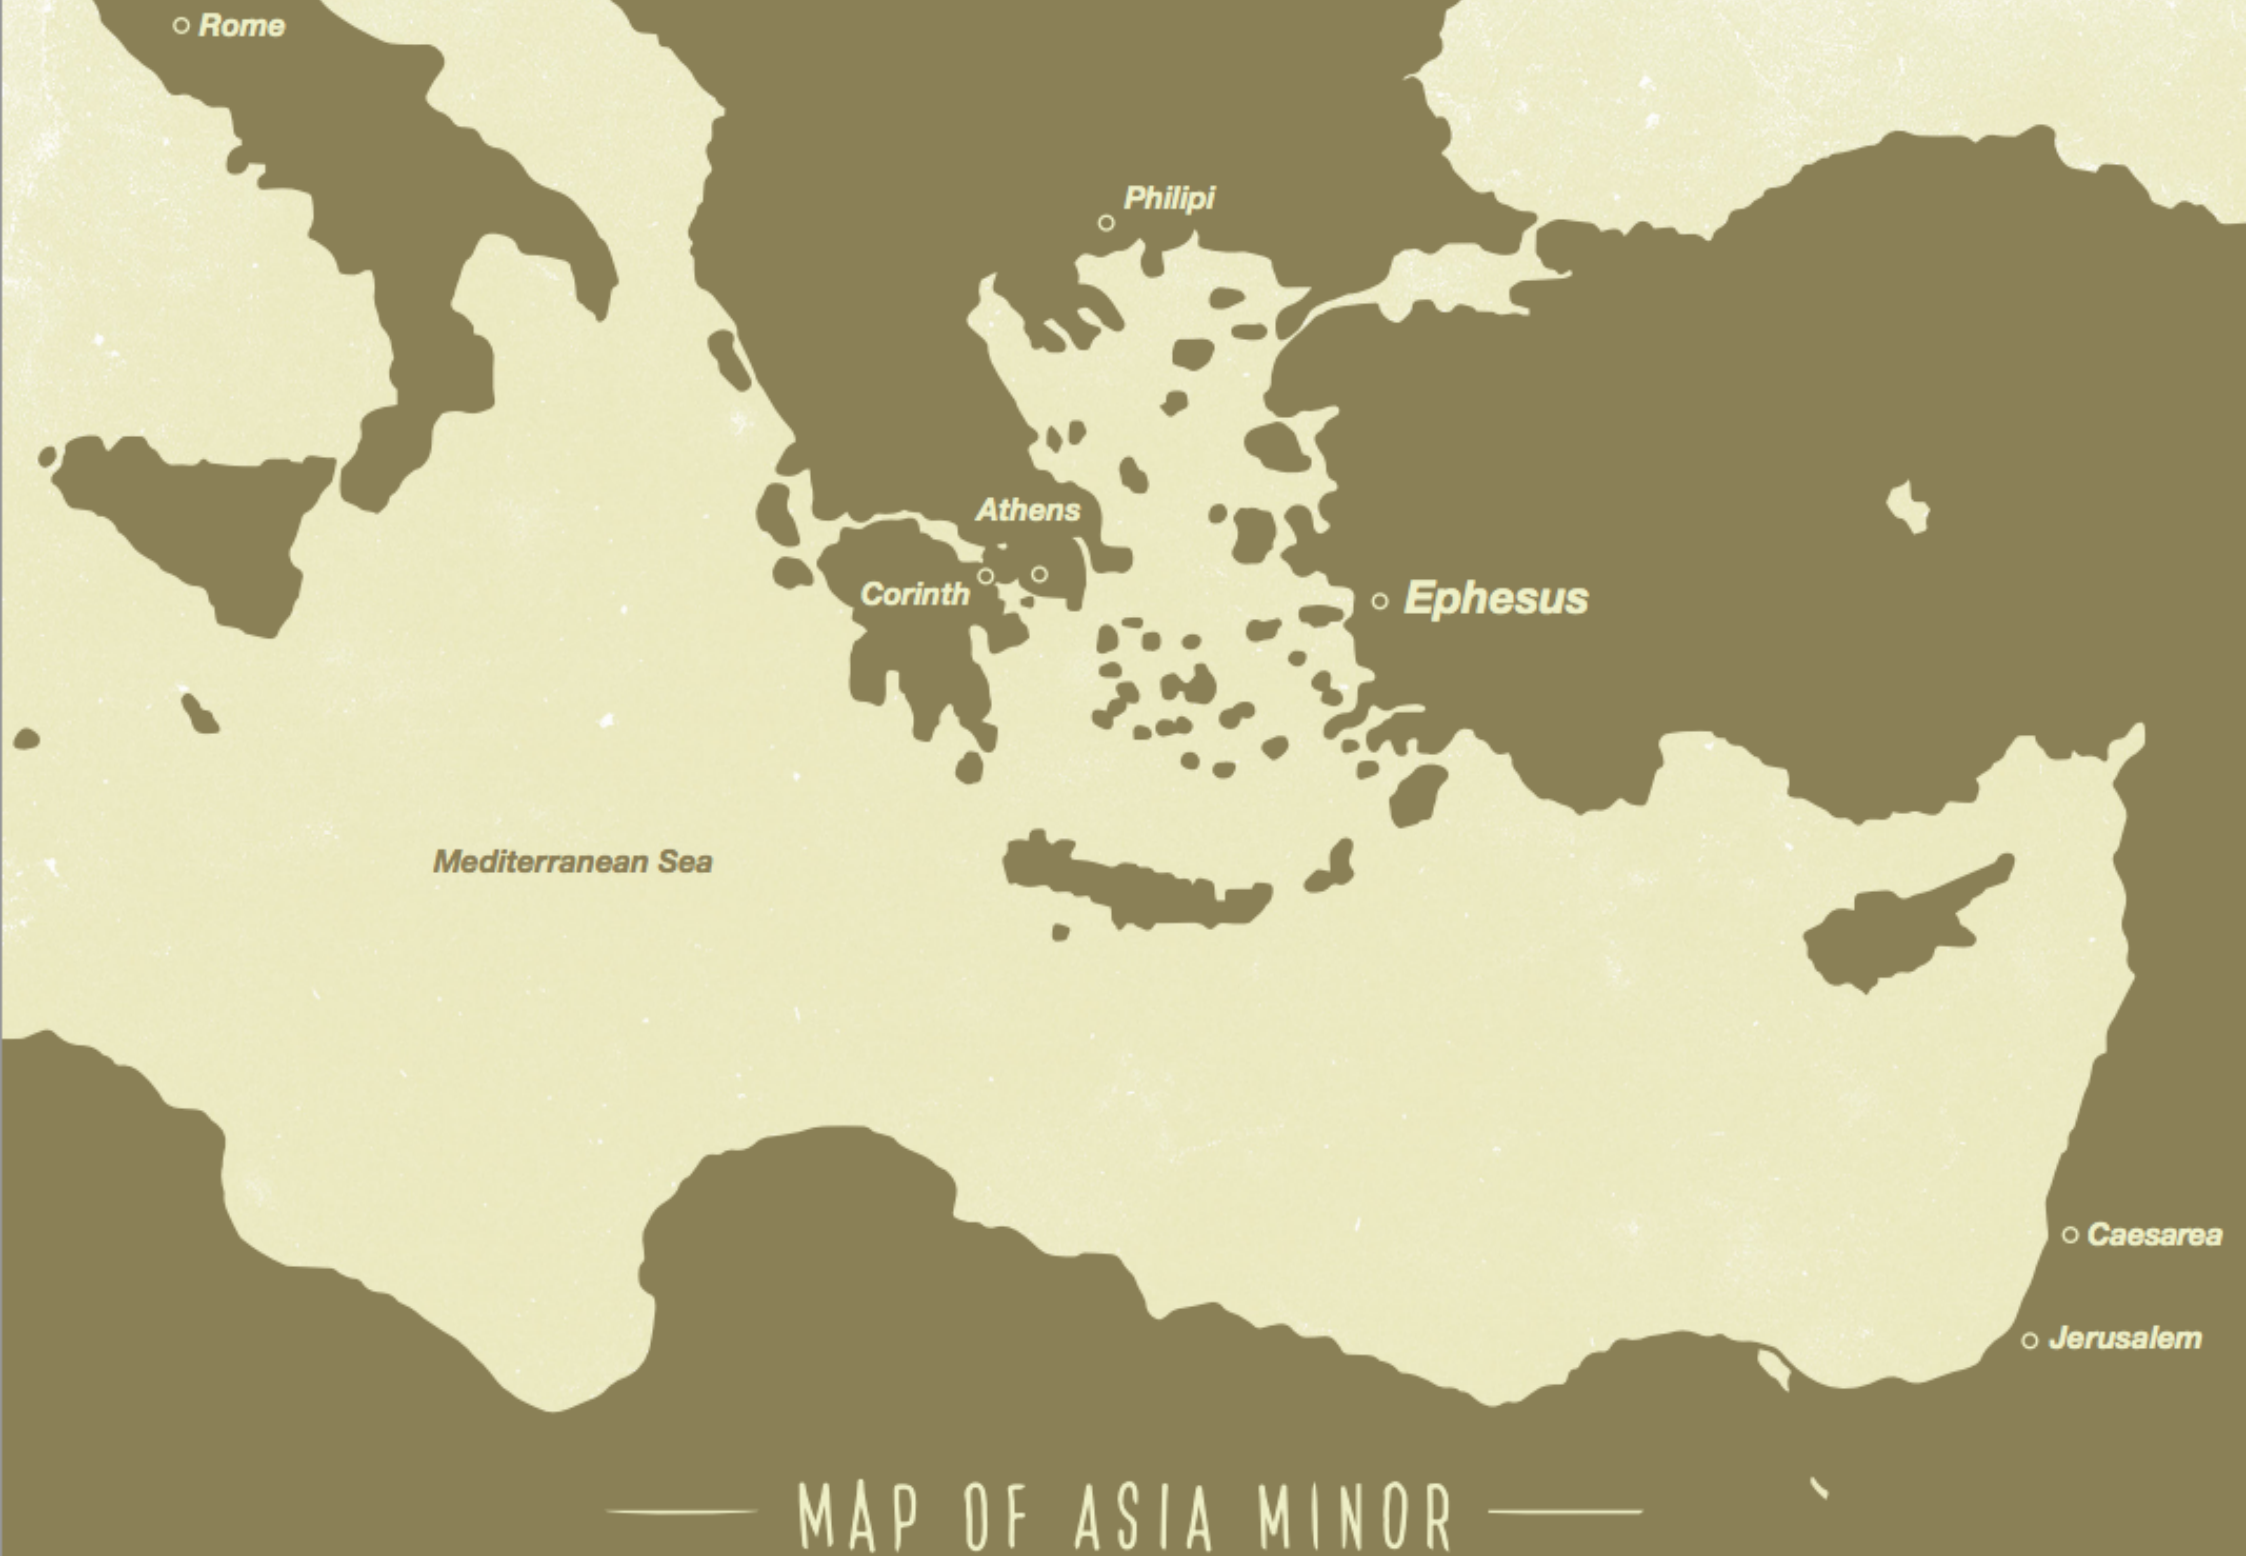 Rome
Philipi
Athens
Corinth
Ephesus
Mediterranean Sea
Caesarea
Jerusalem
MAP OF ASIA MINOR